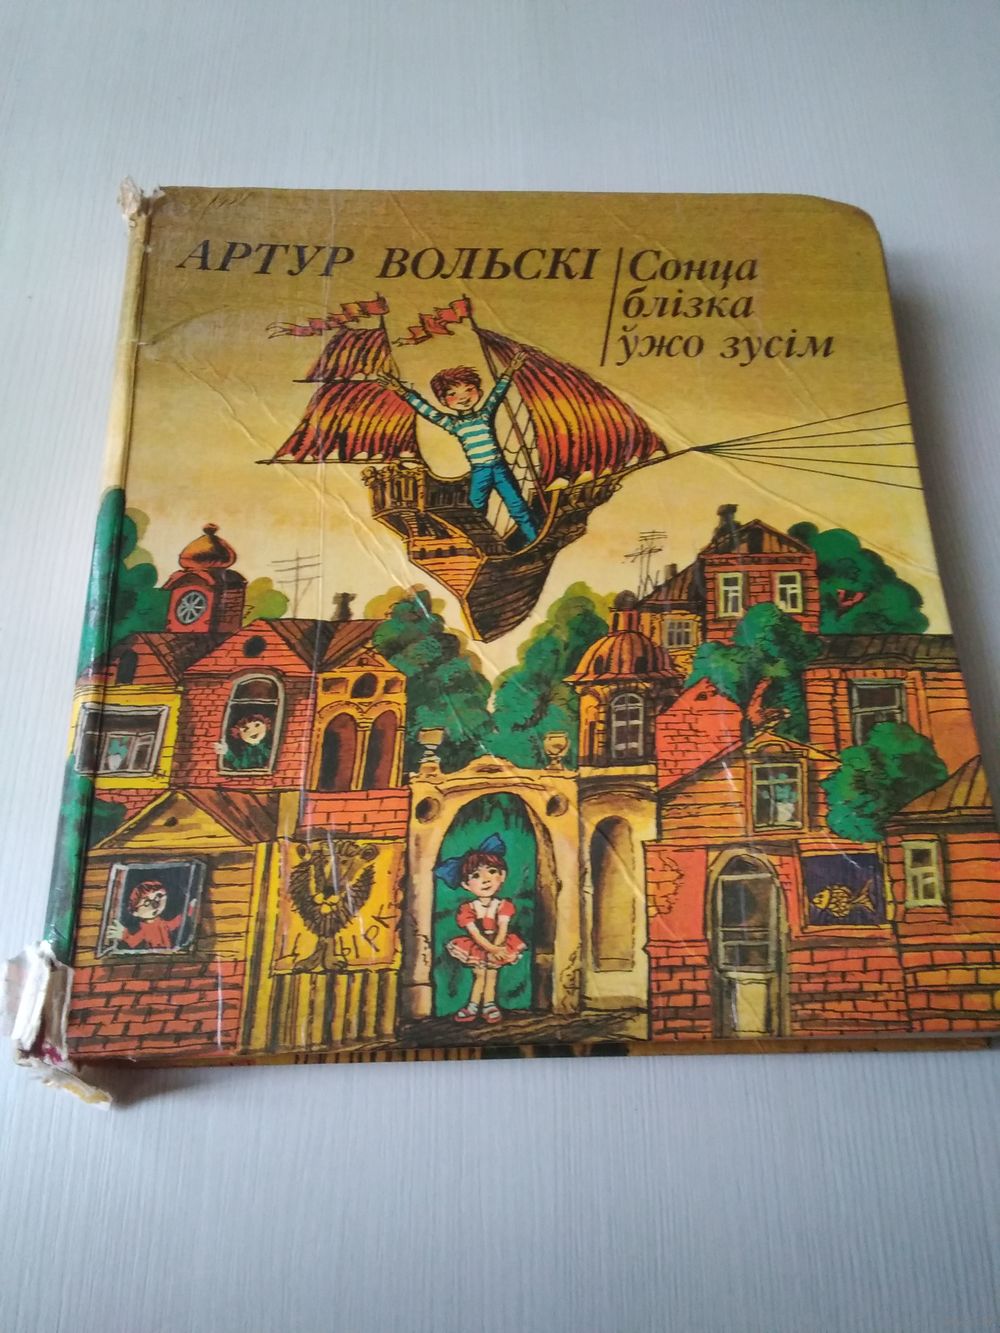 АРТУР ВОЛЬСКІ
Сонца
блізка
ўжо зусім
ЦЫРК